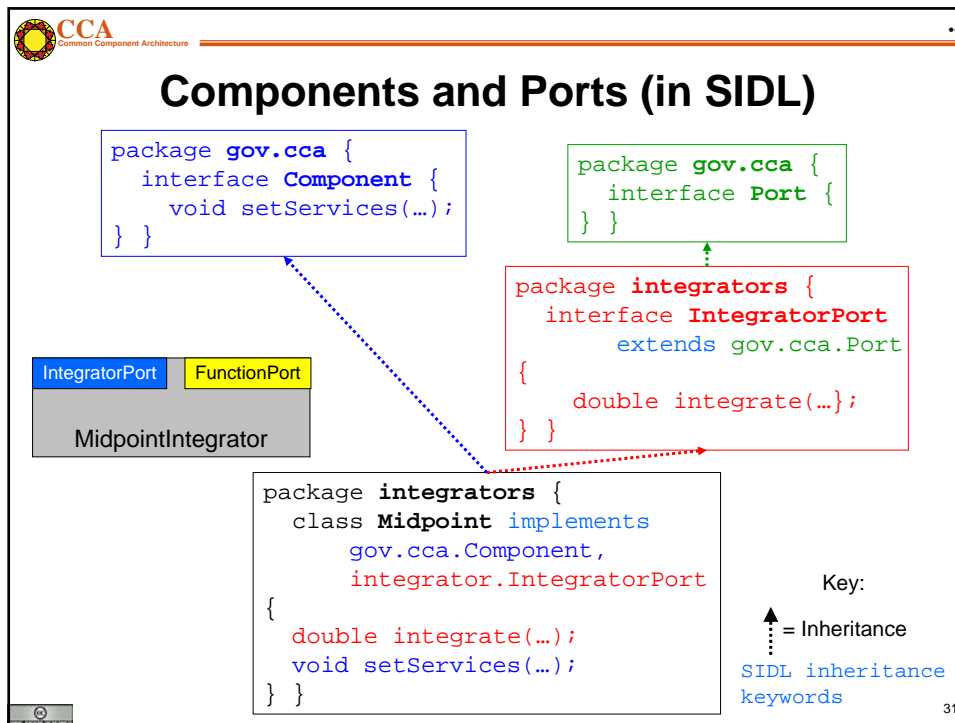 CCA
Common Component Architecture
Components and Ports (in SIDL)
package gov.cca {
interface Component {
void setServices(…);
} }
package gov.cca {
interface Port {
} }
package integrators {
interface IntegratorPort
extends gov.cca.Port
{
double integrate(…};
} }
IntegratorPort
FunctionPort
MidpointIntegrator
package integrators {
class Midpoint implements
gov.cca.Component,
integrator.IntegratorPort
{
double integrate(…);
void setServices(…);
} }
Key:
= Inheritance
SIDL inheritance
keywords
cc
31